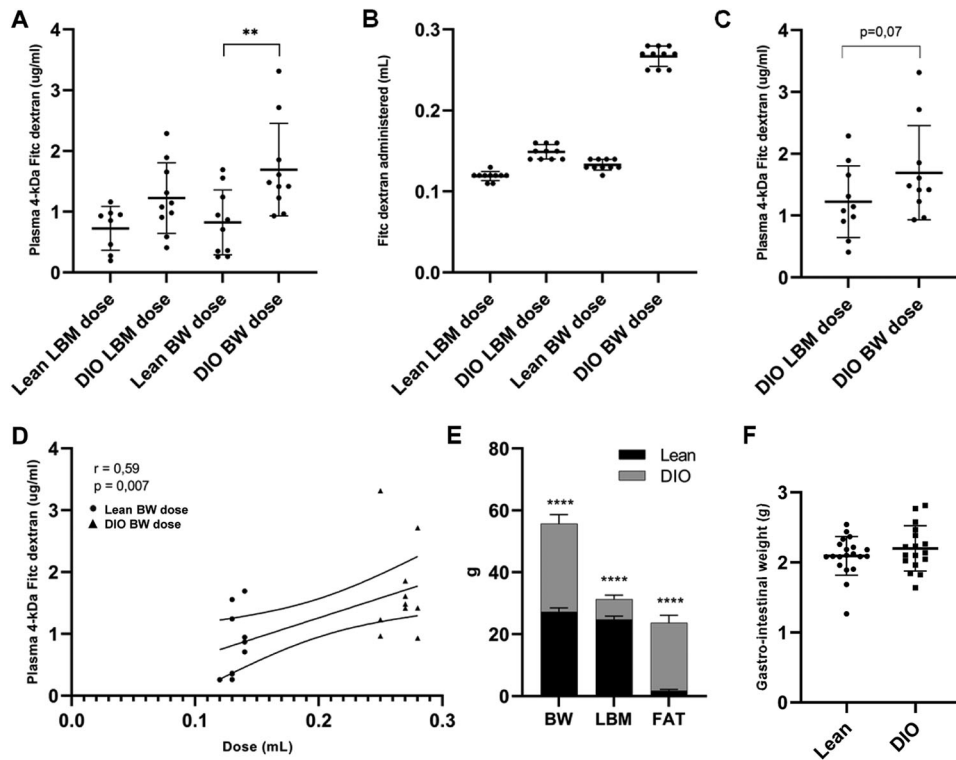 A
Plasma 4-kDa Fitc dextran (ug/ml)
4
3
2
1
0
**
Lean LBM dose
DIO LBM dose
Lean BW dose
DIO BW dose
B
Fitc dextran administered (mL)
0.3
0.2
0.1
0.0
Lean LBM dose
DIO LBM dose
Lean BW dose
DIO BW dose
C
p=0,07
Plasma 4-kDa Fitc dextran (ug/ml)
4
3
2
1
0
DIO LBM dose
DIO BW dose
D
Plasma 4-kDa Fitc dextran (ug/ml)
4
3
2
1
0
r = 0,59
p = 0,007
Lean BW dose
DIO BW dose
0.0
0.1
0.2
0.3
Dose (mL)
E
g
80
60
40
20
0
Lean
DIO
****
****
****
BW
LBM
FAT
F
Gastro-intestinal weight (g)
3
2
1
0
Lean
DIO